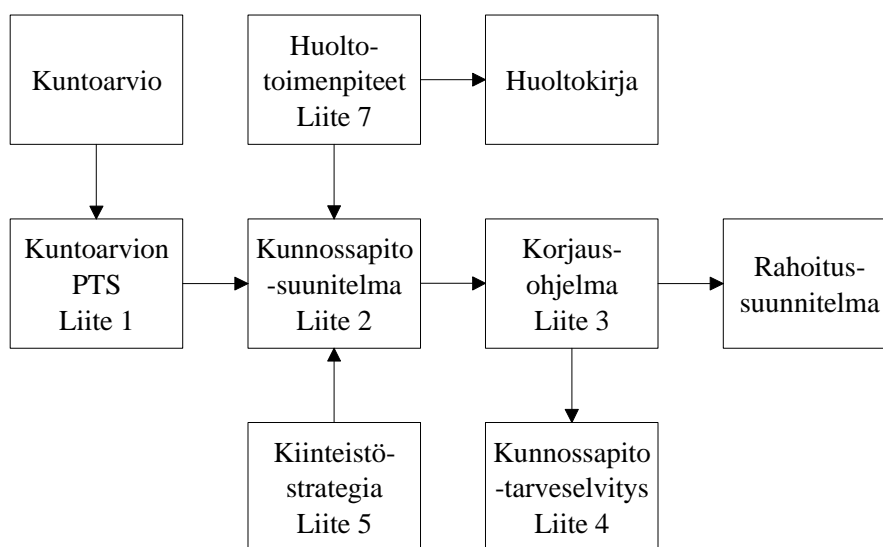 Kuntoarvio
Huolto-
toimenpiteet
Liite 7
Huoltokirja
Kuntoarvion
PTS
Liite 1
Kunnossapito
-suunitelma
Liite 2
Korjaus-
ohjelma
Liite 3
Rahoitus-
suunnitelma
Kiinteistö-
strategia
Liite 5
Kunnossapito
-tarveselvitys
Liite 4